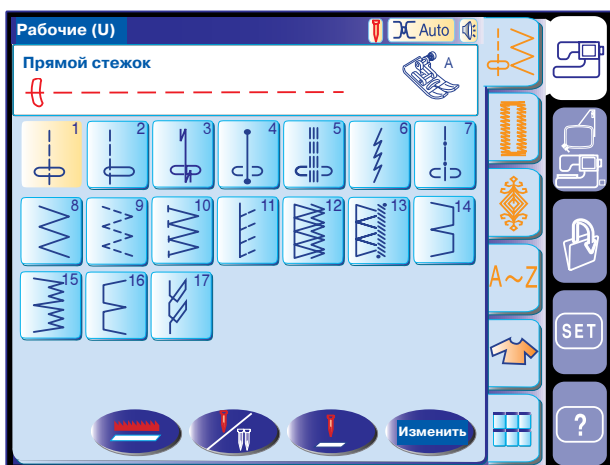 Рабочие (U) Auto
Прямой стежок A
1 2 3 4 5 6 7
8 9 10 11 12 13 14
A~Z
15 16 17
SET
Изменить
?